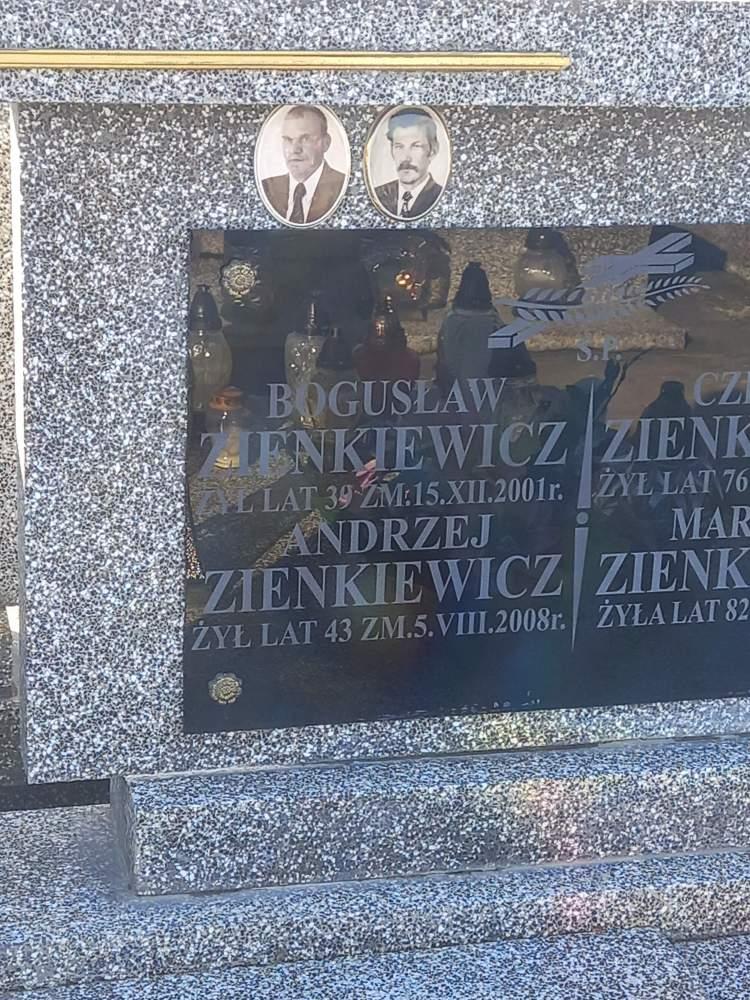 Ś.P.
BOGUSŁAW
ZIENKIEWICZ
ŻYŁ LAT 39 ZM.15.XII.2001r.
ANDRZEJ
ZIENKIEWICZ
ŻYŁ LAT 43 ZM.5.VIII.2008r.
CZE
ZIENK
ŻYŁ LAT 76
MAR
ZIENK
ŻYŁA LAT 82